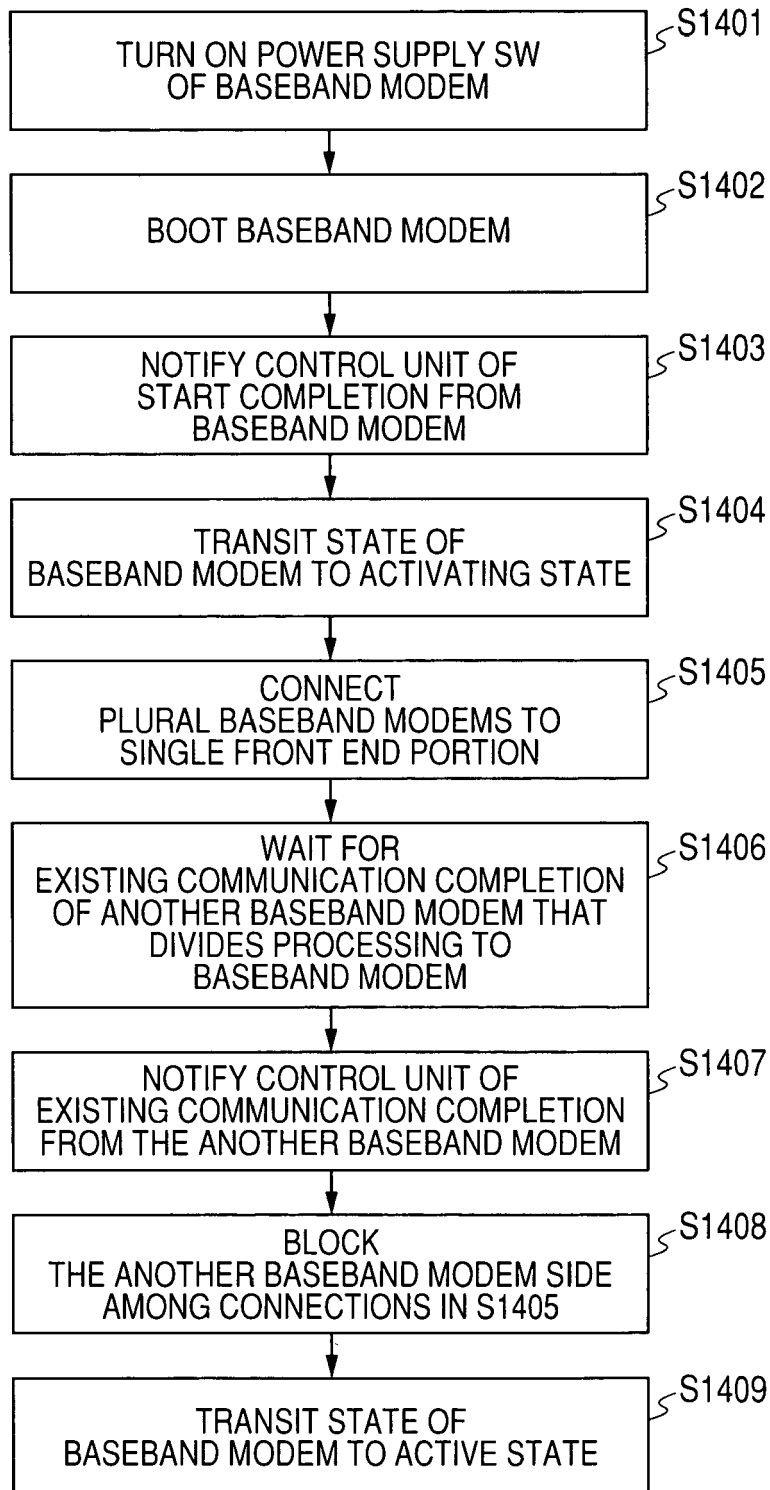 S1401
TURN ON POWER SUPPLY SW
OF BASEBAND MODEM
S1402
BOOT BASEBAND MODEM
S1403
NOTIFY CONTROL UNIT OF
START COMPLETION FROM
BASEBAND MODEM
S1404
TRANSIT STATE OF
BASEBAND MODEM TO ACTIVATING STATE
S1405
CONNECT
PLURAL BASEBAND MODEMS TO
SINGLE FRONT END PORTION
S1406
WAIT FOR
EXISTING COMMUNICATION COMPLETION
OF ANOTHER BASEBAND MODEM THAT
DIVIDES PROCESSING TO
BASEBAND MODEM
S1407
NOTIFY CONTROL UNIT OF
EXISTING COMMUNICATION COMPLETION
FROM THE ANOTHER BASEBAND MODEM
S1408
BLOCK
THE ANOTHER BASEBAND MODEM SIDE
AMONG CONNECTIONS IN S1405
S1409
TRANSIT STATE OF
BASEBAND MODEM TO ACTIVE STATE